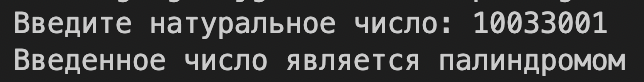 Введите натуральное число: 10033001
Введенное число является палиндромом